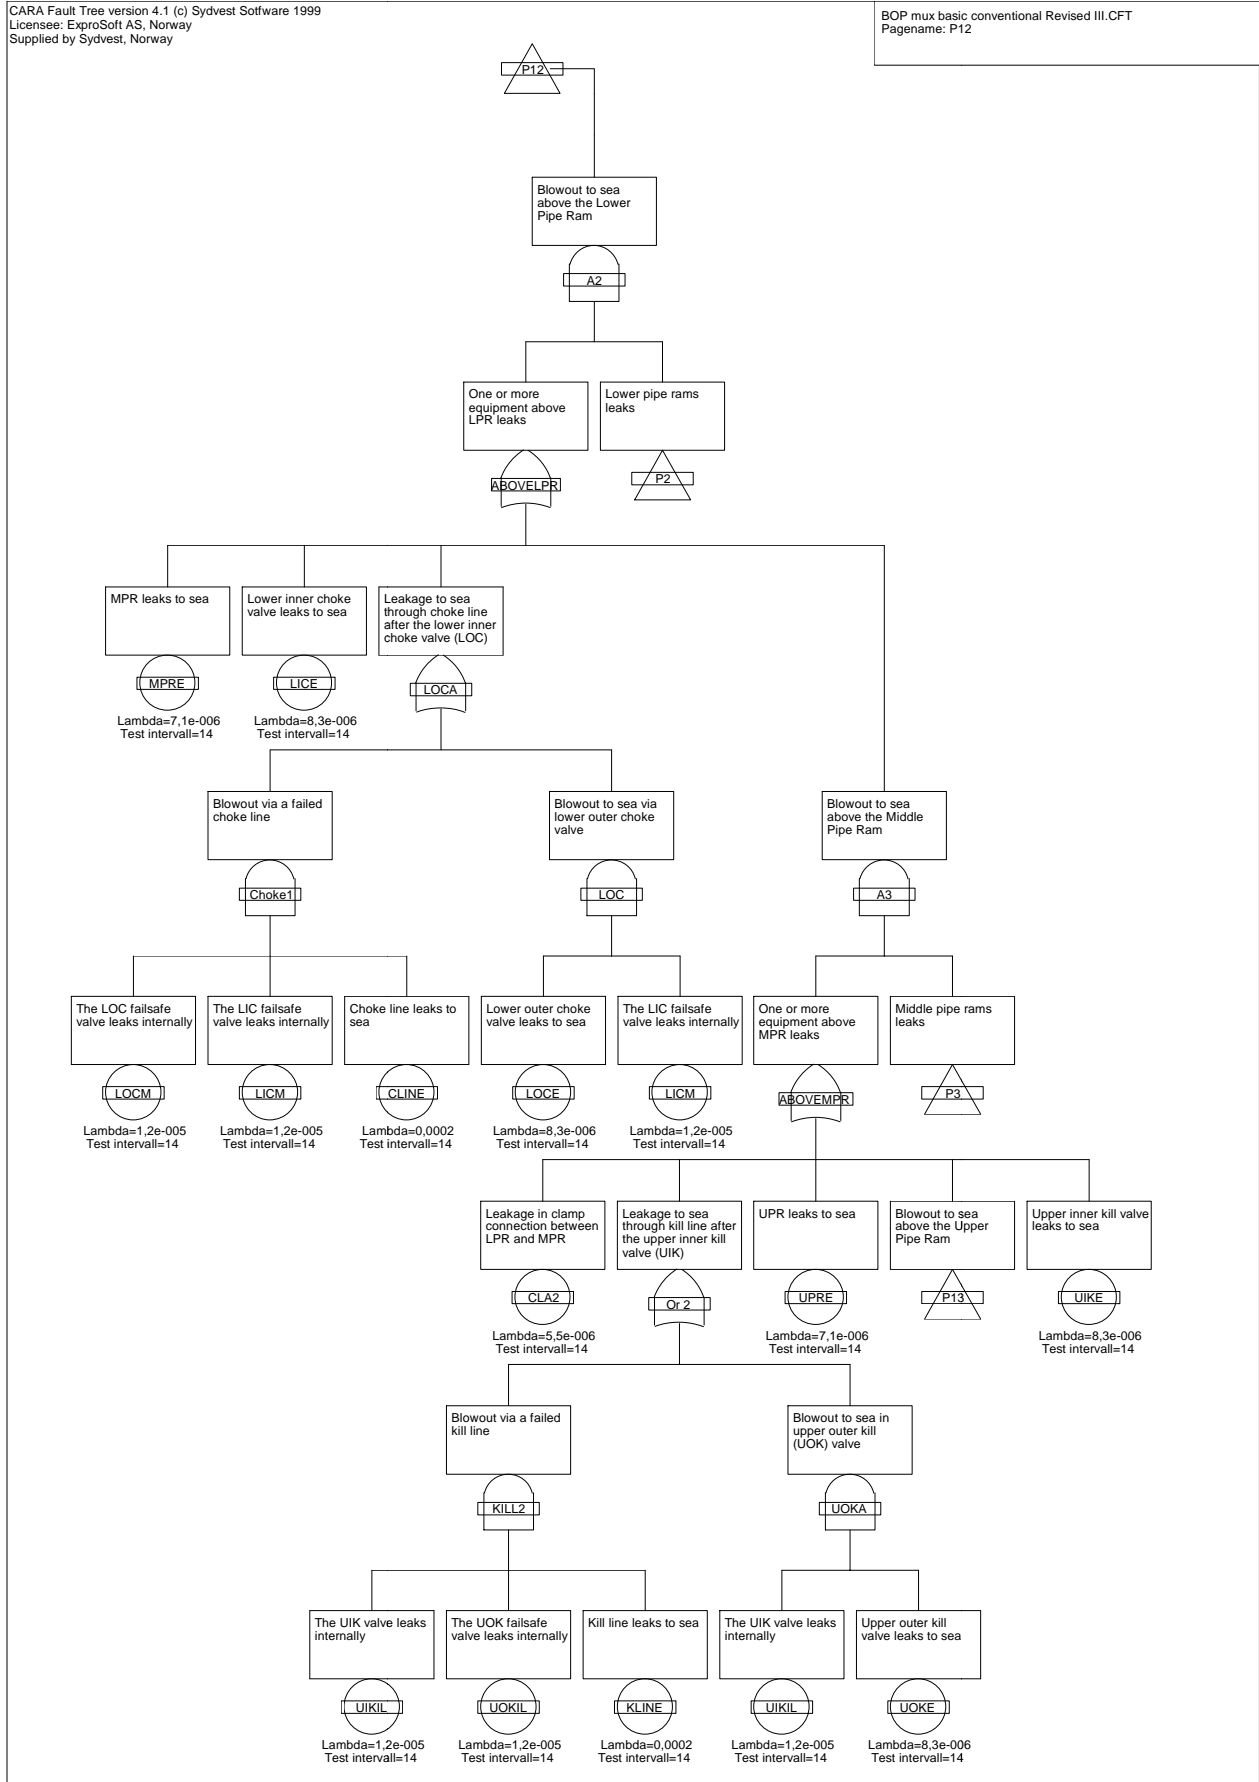 CARA Fault Tree version 4.1 (c) Sydvest Sotfware 1999
Licensee: ExproSoft AS, Norway
Supplied by Sydvest, Norway
BOP mux basic conventional Revised III.CFT
Pagename: P12
P12
Blowout to sea
above the Lower
Pipe Ram
A2
One or more
equipment above
LPR leaks
ABOVELPR
Lower pipe rams
leaks
P2
MPR leaks to sea
MPRE
Lambda=7,1e-006
Test intervall=14
Lower inner choke
valve leaks to sea
LICE
Lambda=8,3e-006
Test intervall=14
Leakage to sea
through choke line
after the lower inner
choke valve (LOC)
LOCA
Blowout via a failed
choke line
Choke1
Blowout to sea via
lower outer choke
valve
LOC
Blowout to sea
above the Middle
Pipe Ram
A3
The LOC failsafe
valve leaks internally
LOCM
Lambda=1,2e-005
Test intervall=14
The LIC failsafe
valve leaks internally
LICM
Lambda=1,2e-005
Test intervall=14
Choke line leaks to
sea
CLINE
Lambda=0,0002
Test intervall=14
Lower outer choke
valve leaks to sea
LOCE
Lambda=8,3e-006
Test intervall=14
The LIC failsafe
valve leaks internally
LICM
Lambda=1,2e-005
Test intervall=14
One or more
equipment above
MPR leaks
ABOVEMPR
Middle pipe rams
leaks
P3
Leakage in clamp
connection between
LPR and MPR
CLA2
Lambda=5,5e-006
Test intervall=14
Leakage to sea
through kill line after
the upper inner kill
valve (UIK)
Or 2
UPR leaks to sea
UPRE
Lambda=7,1e-006
Test intervall=14
Blowout to sea
above the Upper
Pipe Ram
P13
Upper inner kill valve
leaks to sea
UIKE
Lambda=8,3e-006
Test intervall=14
Blowout via a failed
kill line
KILL2
Blowout to sea in
upper outer kill
(UOK) valve
UOKA
The UIK valve leaks
internally
UIKIL
Lambda=1,2e-005
Test intervall=14
The UOK failsafe
valve leaks internally
UOKIL
Lambda=1,2e-005
Test intervall=14
Kill line leaks to sea
KLINE
Lambda=0,0002
Test intervall=14
The UIK valve leaks
internally
UIKIL
Lambda=1,2e-005
Test intervall=14
Upper outer kill
valve leaks to sea
UOKE
Lambda=8,3e-006
Test intervall=14